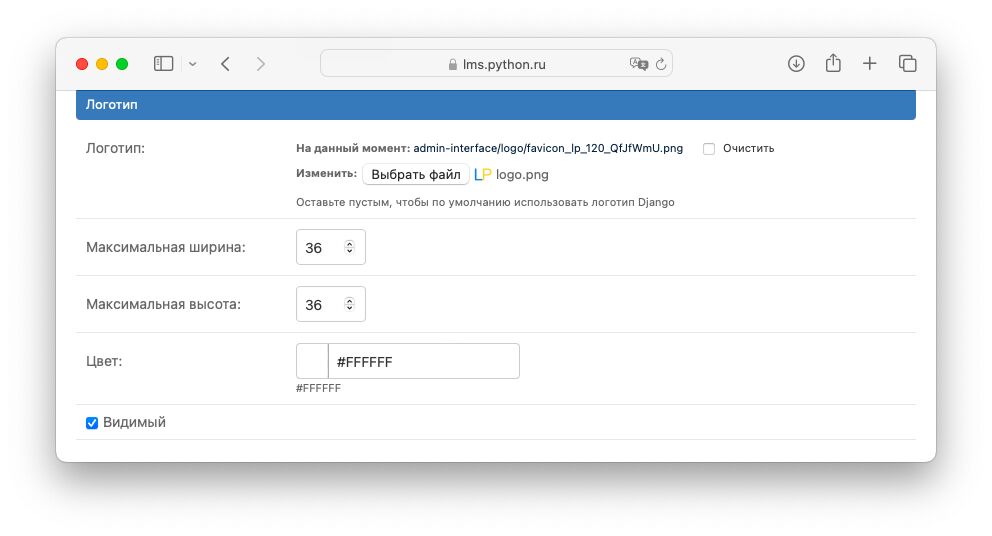 lms.python.ru
Логотип
Логотип:
На данный момент: admin-interface/logo/favicon_lp_120_QfJfWmU.png Очистить
Изменить: Выбрать файл LP logo.png
Оставьте пустым, чтобы по умолчанию использовать логотип Django
Максимальная ширина: 36
Максимальная высота: 36
Цвет: #FFFFFF
#FFFFFF
Видимый